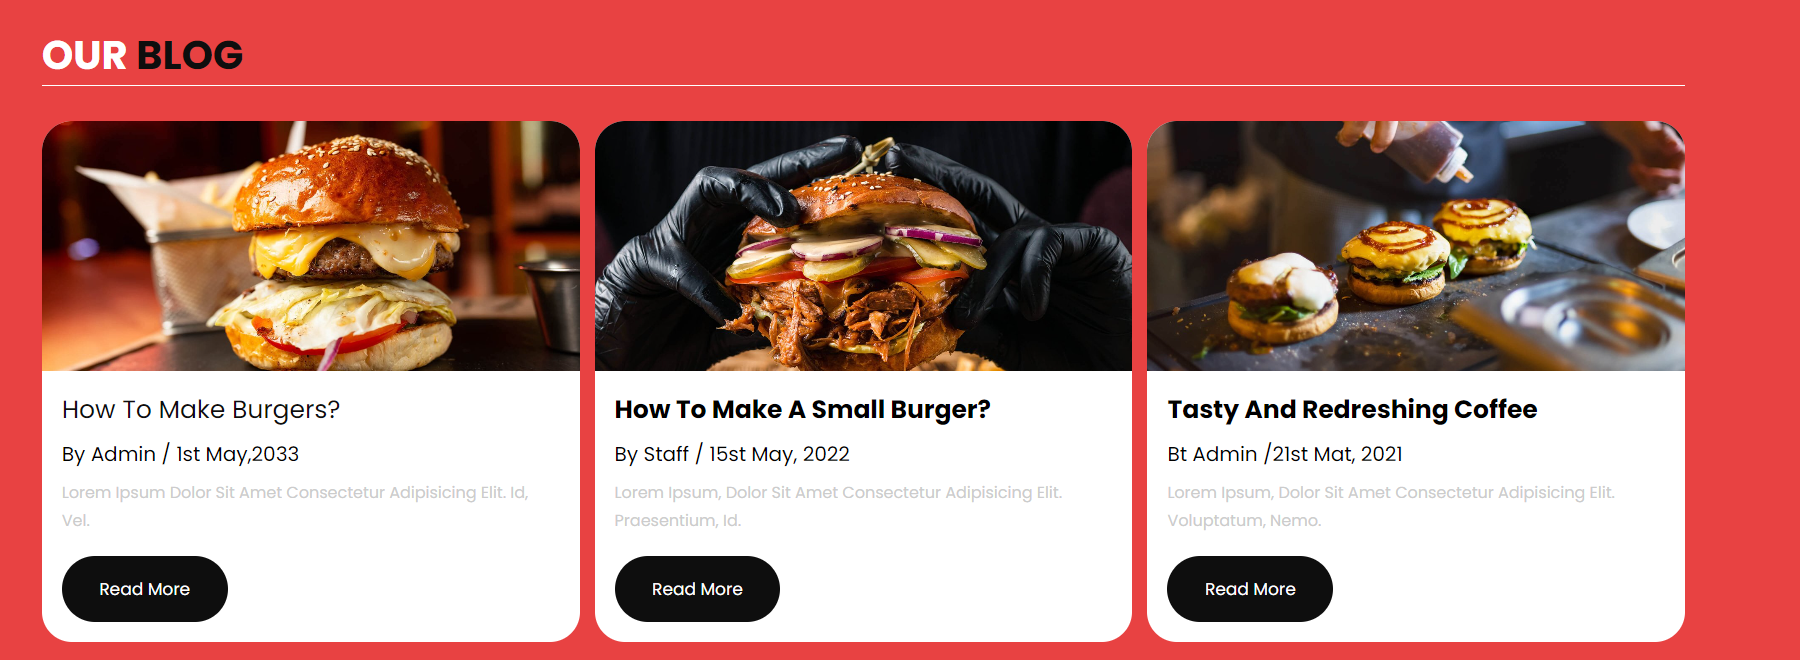 OUR BLOG
How To Make Burgers?
By Admin / 1st May,2033
Lorem Ipsum Dolor Sit Amet Consectetur Adipisicing Elit. Id,
Vel.
Read More
How To Make A Small Burger?
By Staff / 15st May, 2022
Lorem Ipsum, Dolor Sit Amet Consectetur Adipisicing Elit.
Praesentium, Id.
Read More
Tasty And Redreshing Coffee
Bt Admin /21st Mat, 2021
Lorem Ipsum, Dolor Sit Amet Consectetur Adipisicing Elit.
Voluptatum, Nemo.
Read More